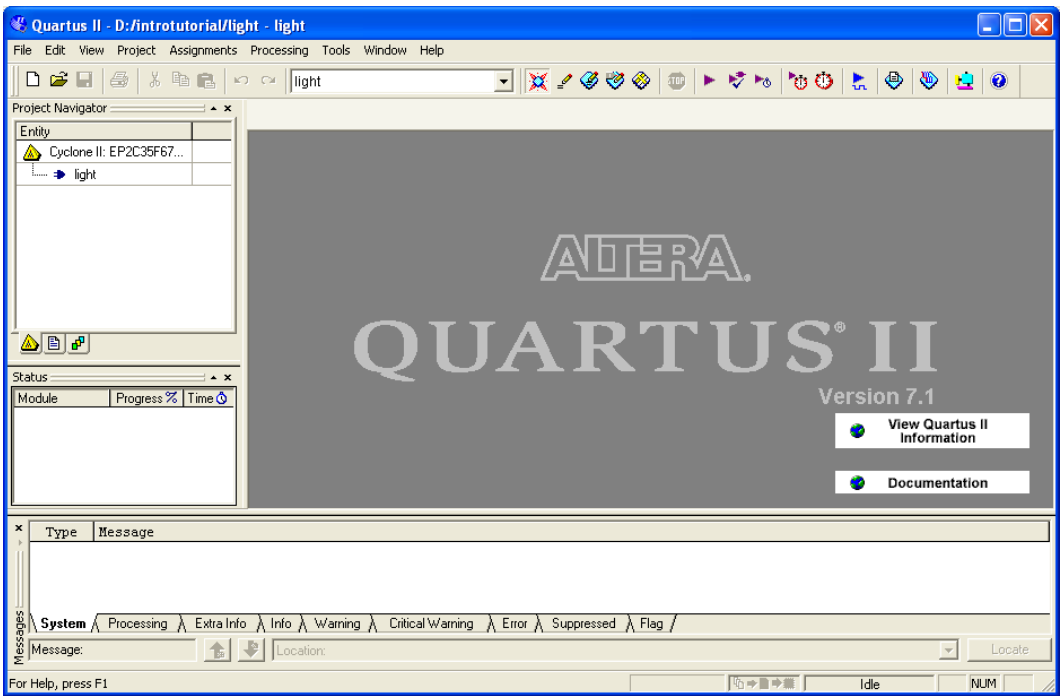 Quartus II - D:/introtutorial/light - light
File Edit View Project Assignments Processing Tools Window Help
light
STOP
Project Navigator
Entity
Cyclone II: EP2C35F67...
light
Status
Module Progress % Time
ALTERA.
QUARTUS® II
Version 7.1
View Quartus II
Information
Documentation
Messages
Type Message
System Processing Extra Info Info Warning Critical Warning Error Suppressed Flag
Message: Location: Locate
For Help, press F1 Idle NUM